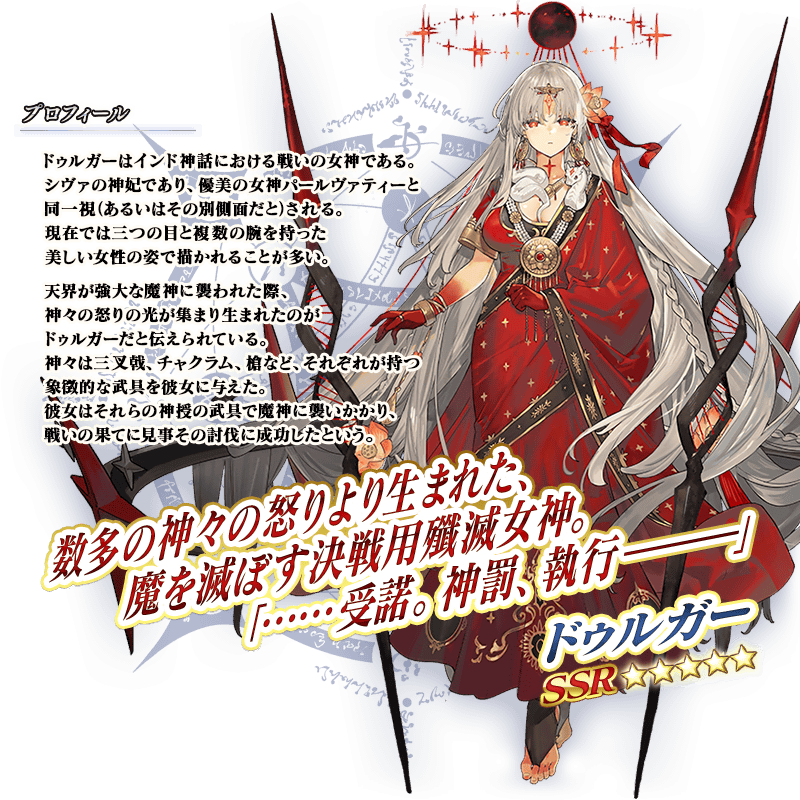 プロフィール
ドゥルガーはインド神話における戦いの女神である。
シヴァの神妃であり、優美の女神パールヴァティーと
同一視(あるいはその別側面だと)される。
現在では三つの目と複数の腕を持った
美しい女性の姿で描かれることが多い。
天界が強大な魔神に襲われた際、
神々の怒りの光が集まり生まれたのが
ドゥルガーだと伝えられている。
神々は三叉戟、チャクラム、槍など、それぞれが持つ
象徴的な武具を彼女に与えた。
彼女はそれらの神授の武具で魔神に襲いかかり、
戦いの果てに見事その討伐に成功したという。
数多の神々の怒りより生まれた、
魔を滅ぼす決戦用殲滅女神。
「……受諾。神罰、執行――」
ドゥルガー
SSR